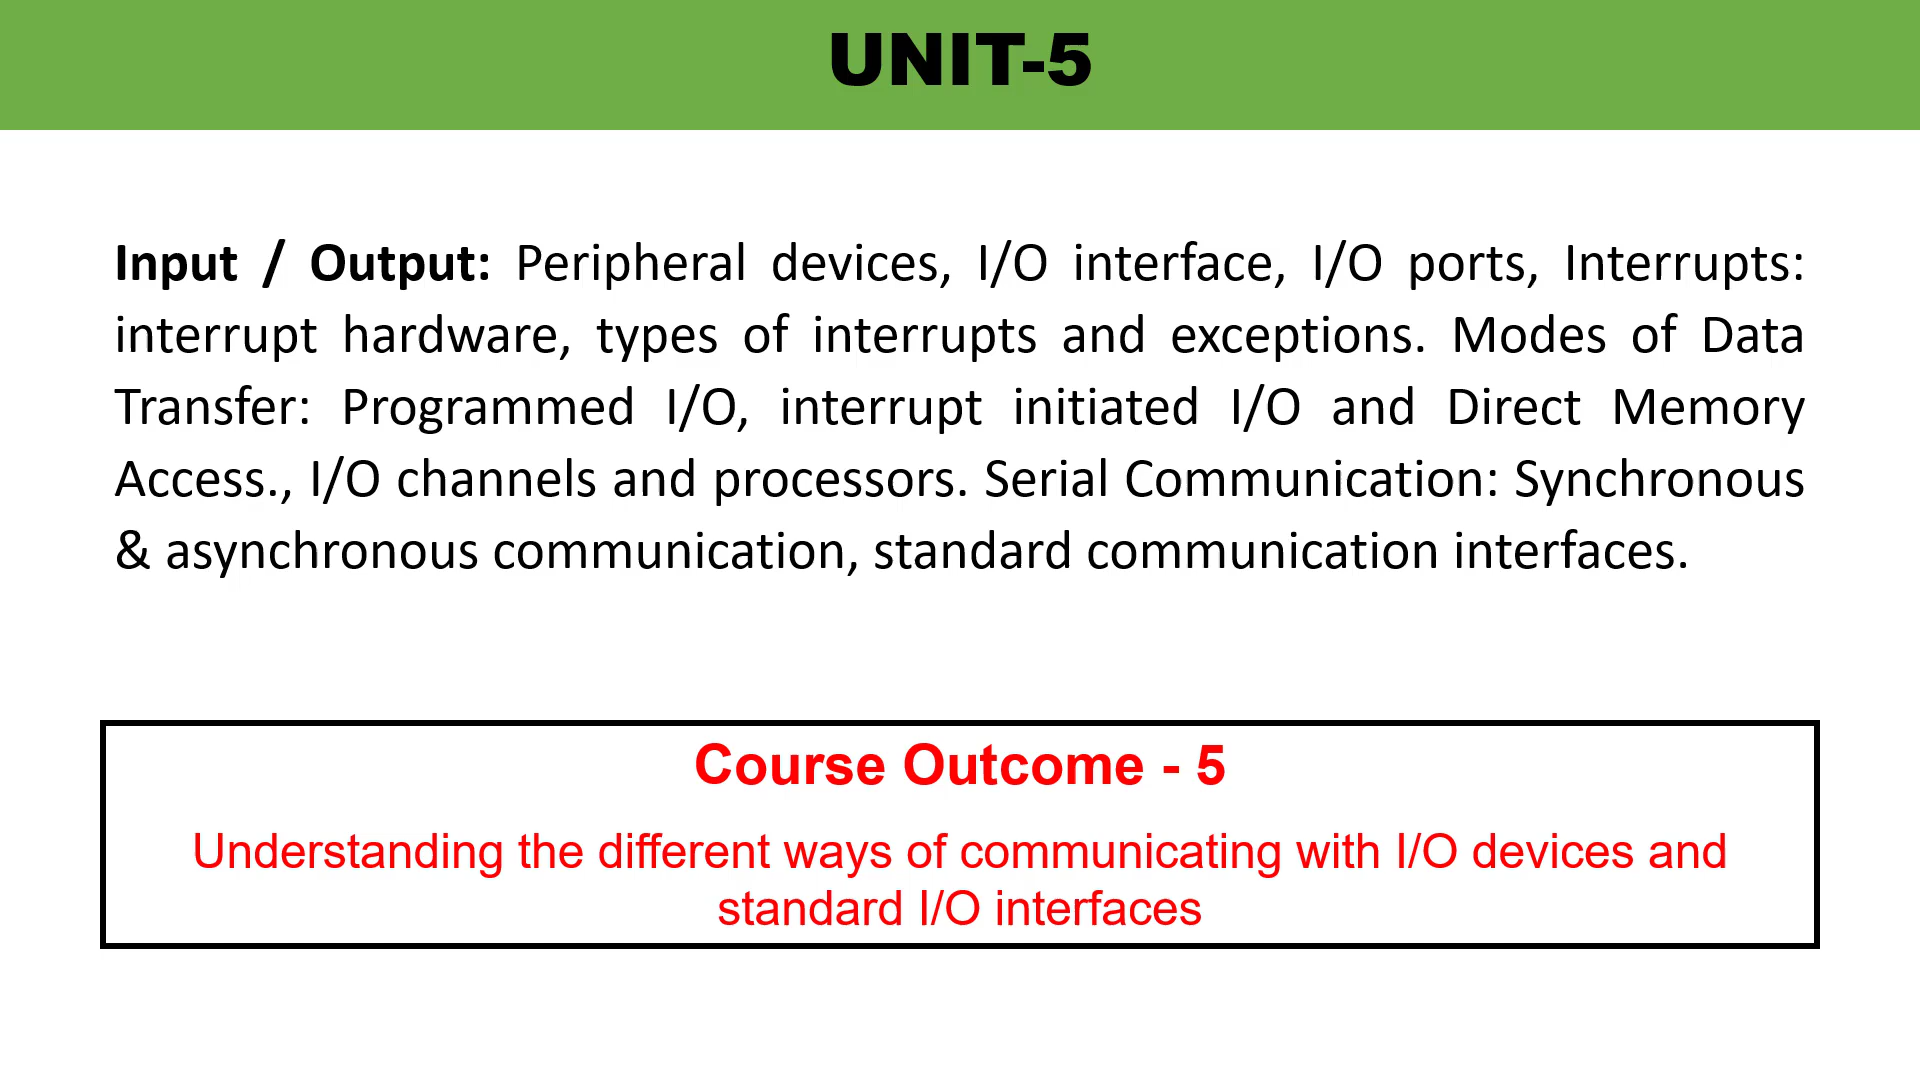 UNIT-5
Input / Output: Peripheral devices, I/O interface, I/O ports, Interrupts:
interrupt hardware, types of interrupts and exceptions. Modes of Data
Transfer: Programmed I/O, interrupt initiated I/O and Direct Memory
Access., I/O channels and processors. Serial Communication: Synchronous
& asynchronous communication, standard communication interfaces.
Course Outcome - 5
Understanding the different ways of communicating with I/O devices and
standard I/O interfaces